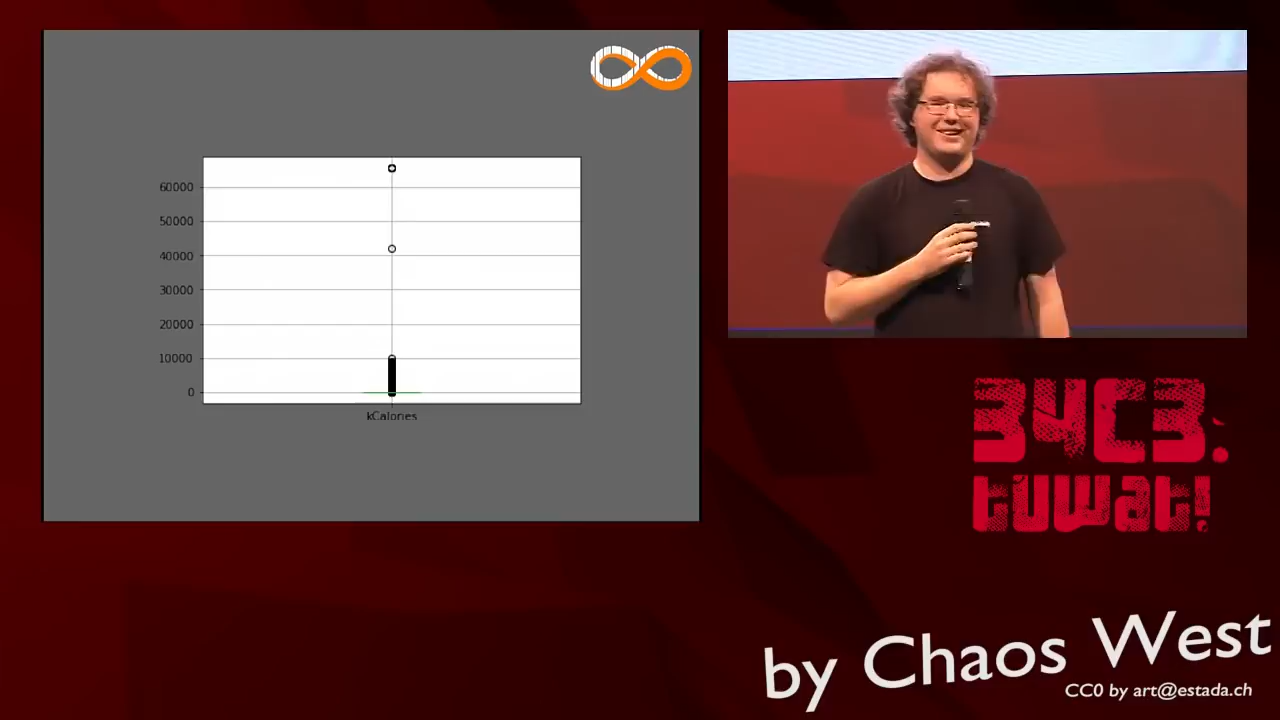 60000
50000
40000
30000
20000
10000
0
kCalories
34C3.
tuwat!
by Chaos West
CC0 by art@estada.ch